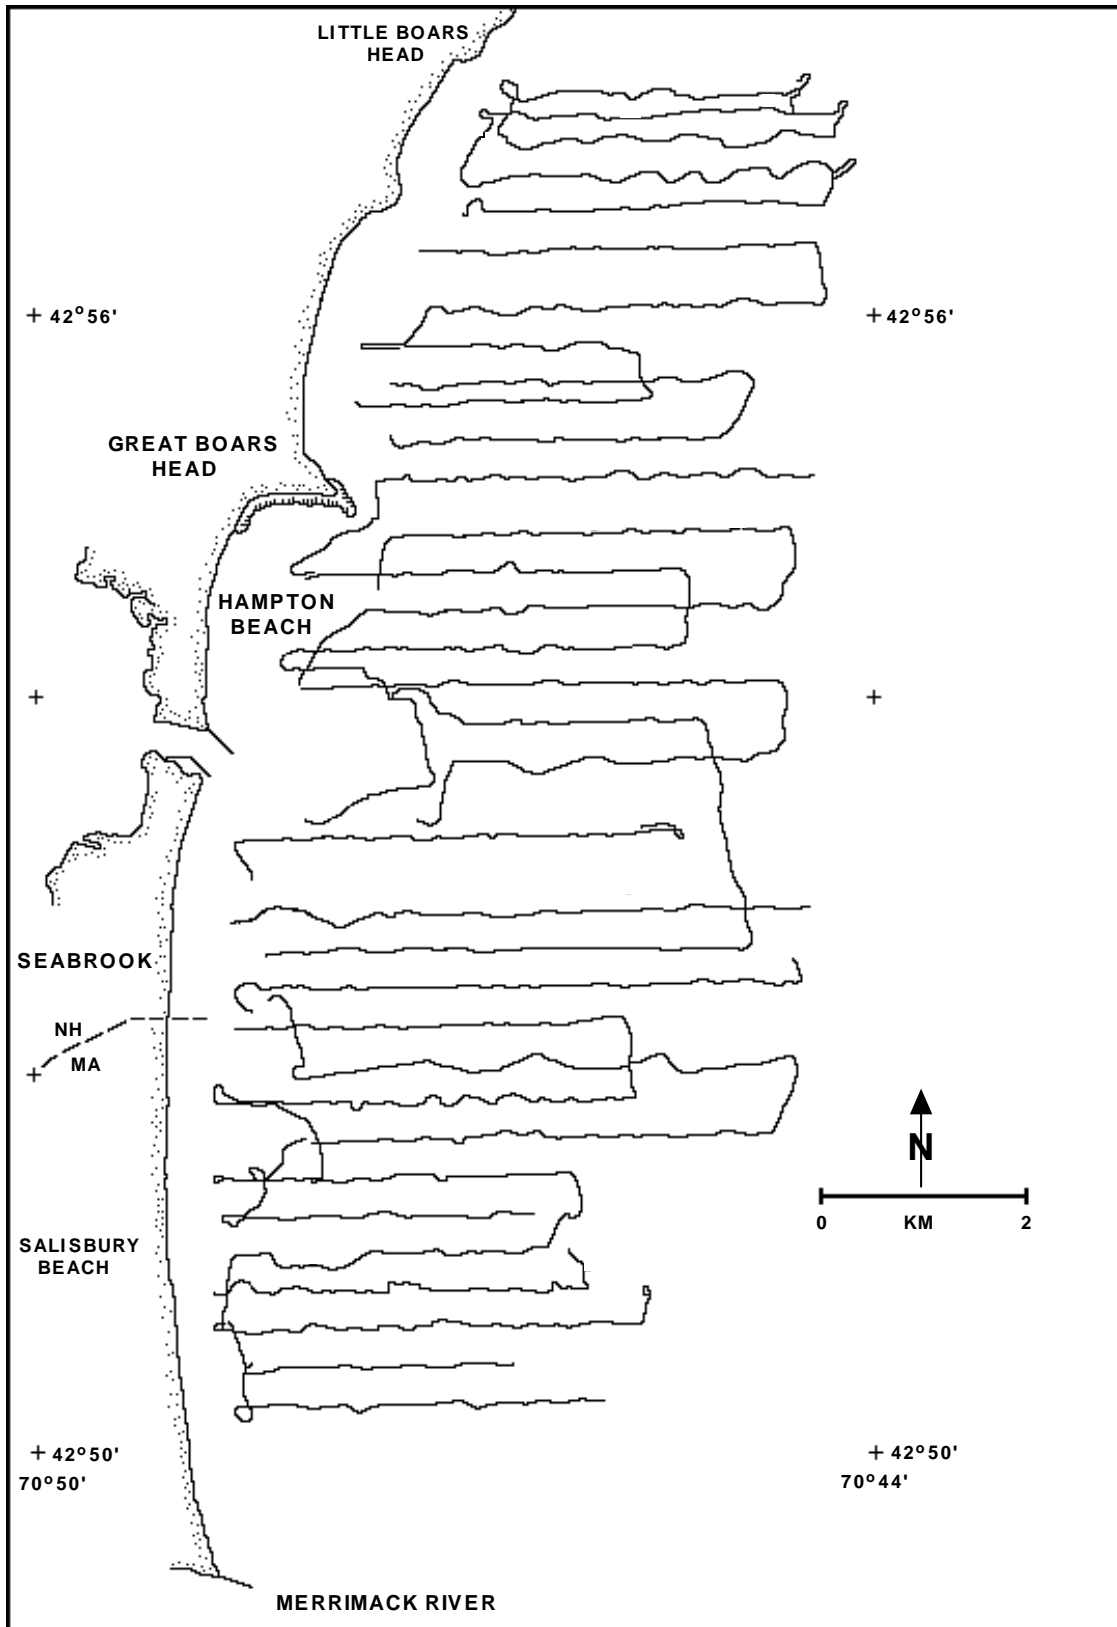 LITTLE BOARS
HEAD
+ 42°56'
+ 42°56'
GREAT BOARS
HEAD
HAMPTON
BEACH
+
+
SEABROOK
NH
MA
+
N
0 KM 2
SALISBURY
BEACH
+ 42°50'
70°50'
+ 42°50'
70°44'
MERRIMACK RIVER